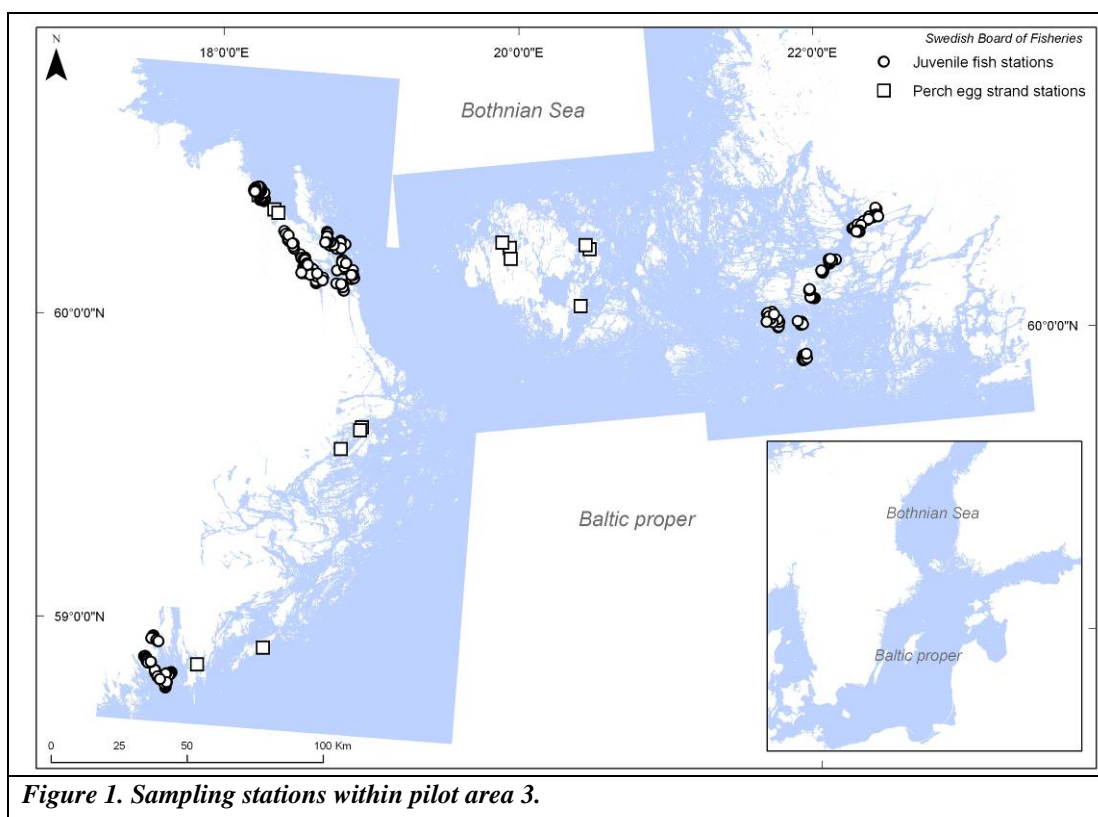 N
18°0'0"E
20°0'0"E
22°0'0"E
Swedish Board of Fisheries
Juvenile fish stations
Perch egg strand stations
Bothnian Sea
60°0'0"N
60°0'0"N
Baltic proper
59°0'0"N
Bothnian Sea
Baltic proper
0 25 50 100 Km
Figure 1. Sampling stations within pilot area 3.